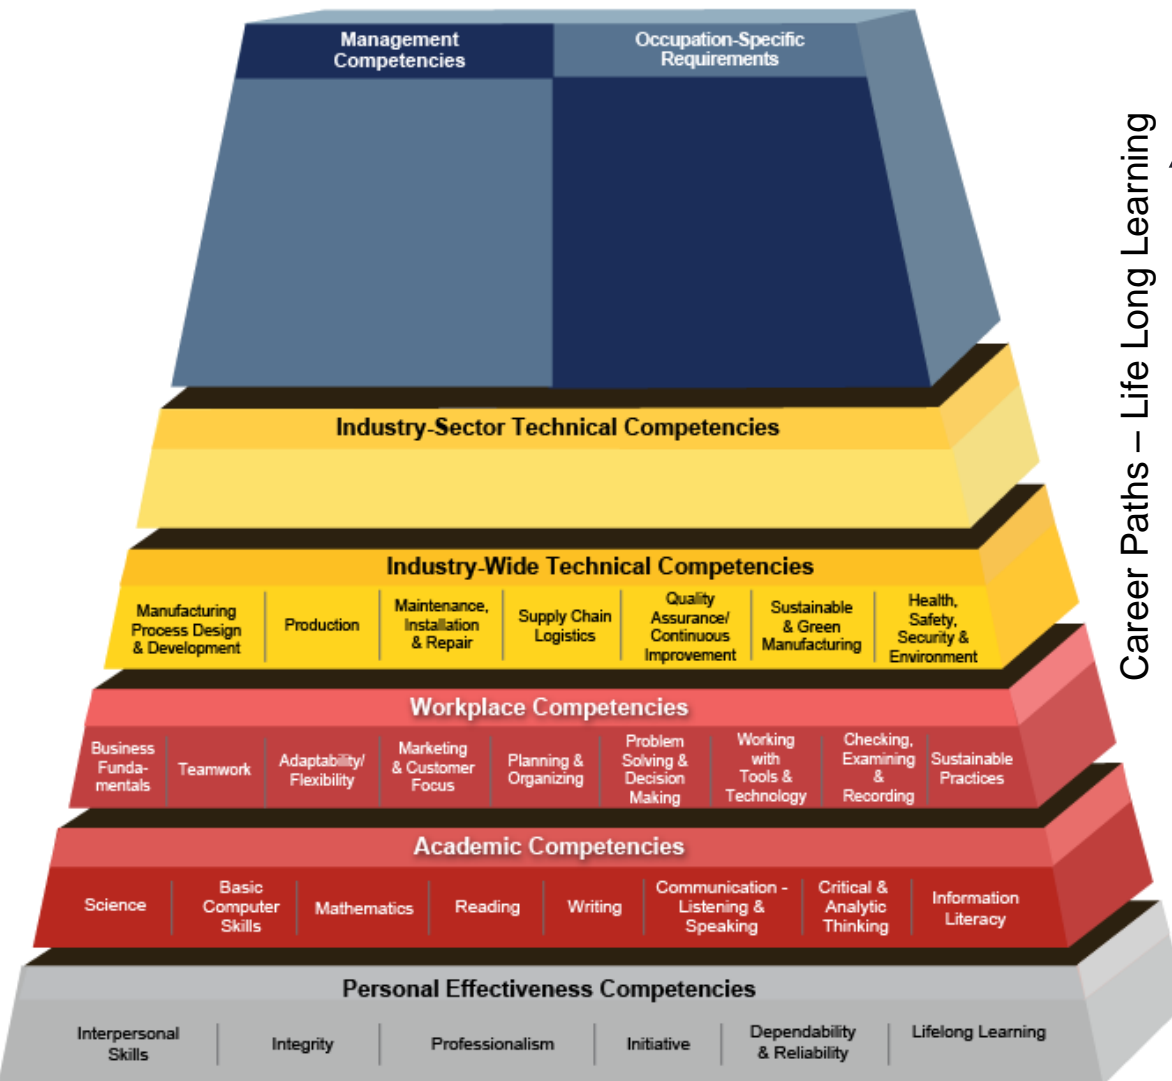 Management
Competencies
Occupation-Specific
Requirements
Industry-Sector Technical Competencies
Industry-Wide Technical Competencies
Manufacturing
Process Design
& Development
Production
Maintenance,
Installation
& Repair
Supply Chain
Logistics
Quality
Assurance/
Continuous
Improvement
Sustainable
& Green
Manufacturing
Health,
Safety,
Security &
Environment
Workplace Competencies
Business
Funda-
mentals
Teamwork
Adaptability/
Flexibility
Marketing
& Customer
Focus
Planning &
Organizing
Problem
Solving &
Decision
Making
Working
with
Tools &
Technology
Checking,
Examining
&
Recording
Sustainable
Practices
Academic Competencies
Science
Basic
Computer
Skills
Mathematics
Reading
Writing
Communication -
Listening &
Speaking
Critical &
Analytic
Thinking
Information
Literacy
Personal Effectiveness Competencies
Interpersonal
Skills
Integrity
Professionalism
Initiative
Dependability
& Reliability
Lifelong Learning
Career Paths – Life Long Learning